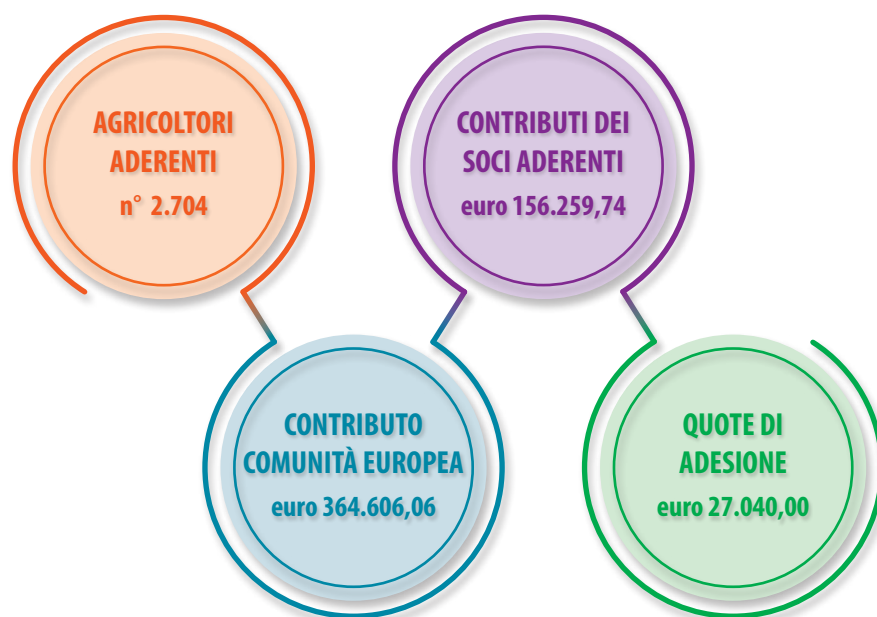 AGRICOLTORI
ADERENTI
n° 2.704
CONTRIBUTO
COMUNITÀ EUROPEA
euro 364.606,06
CONTRIBUTI DEI
SOCI ADERENTI
euro 156.259,74
QUOTE DI
ADESIONE
euro 27.040,00